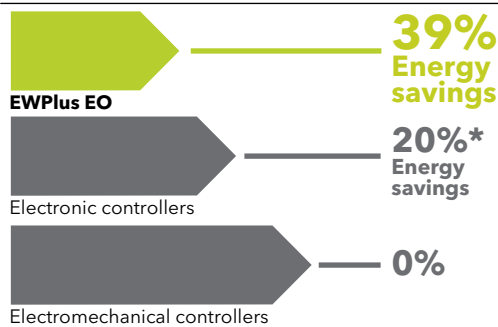 39%
Energy
savings
EWPlus EO
20%*
Energy
savings
Electronic controllers
0%
Electromechanical controllers